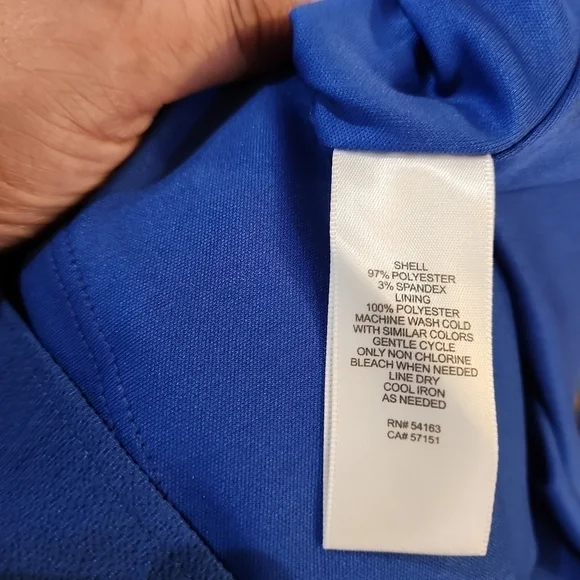 SHELL
97% POLYESTER
3% SPANDEX
LINING
100% POLYESTER
MACHINE WASH COLD
WITH SIMILAR COLORS
GENTLE CYCLE
ONLY NON CHLORINE
BLEACH WHEN NEEDED
LINE DRY
COOL IRON
AS NEEDED
RN# 54163
CA# 57151